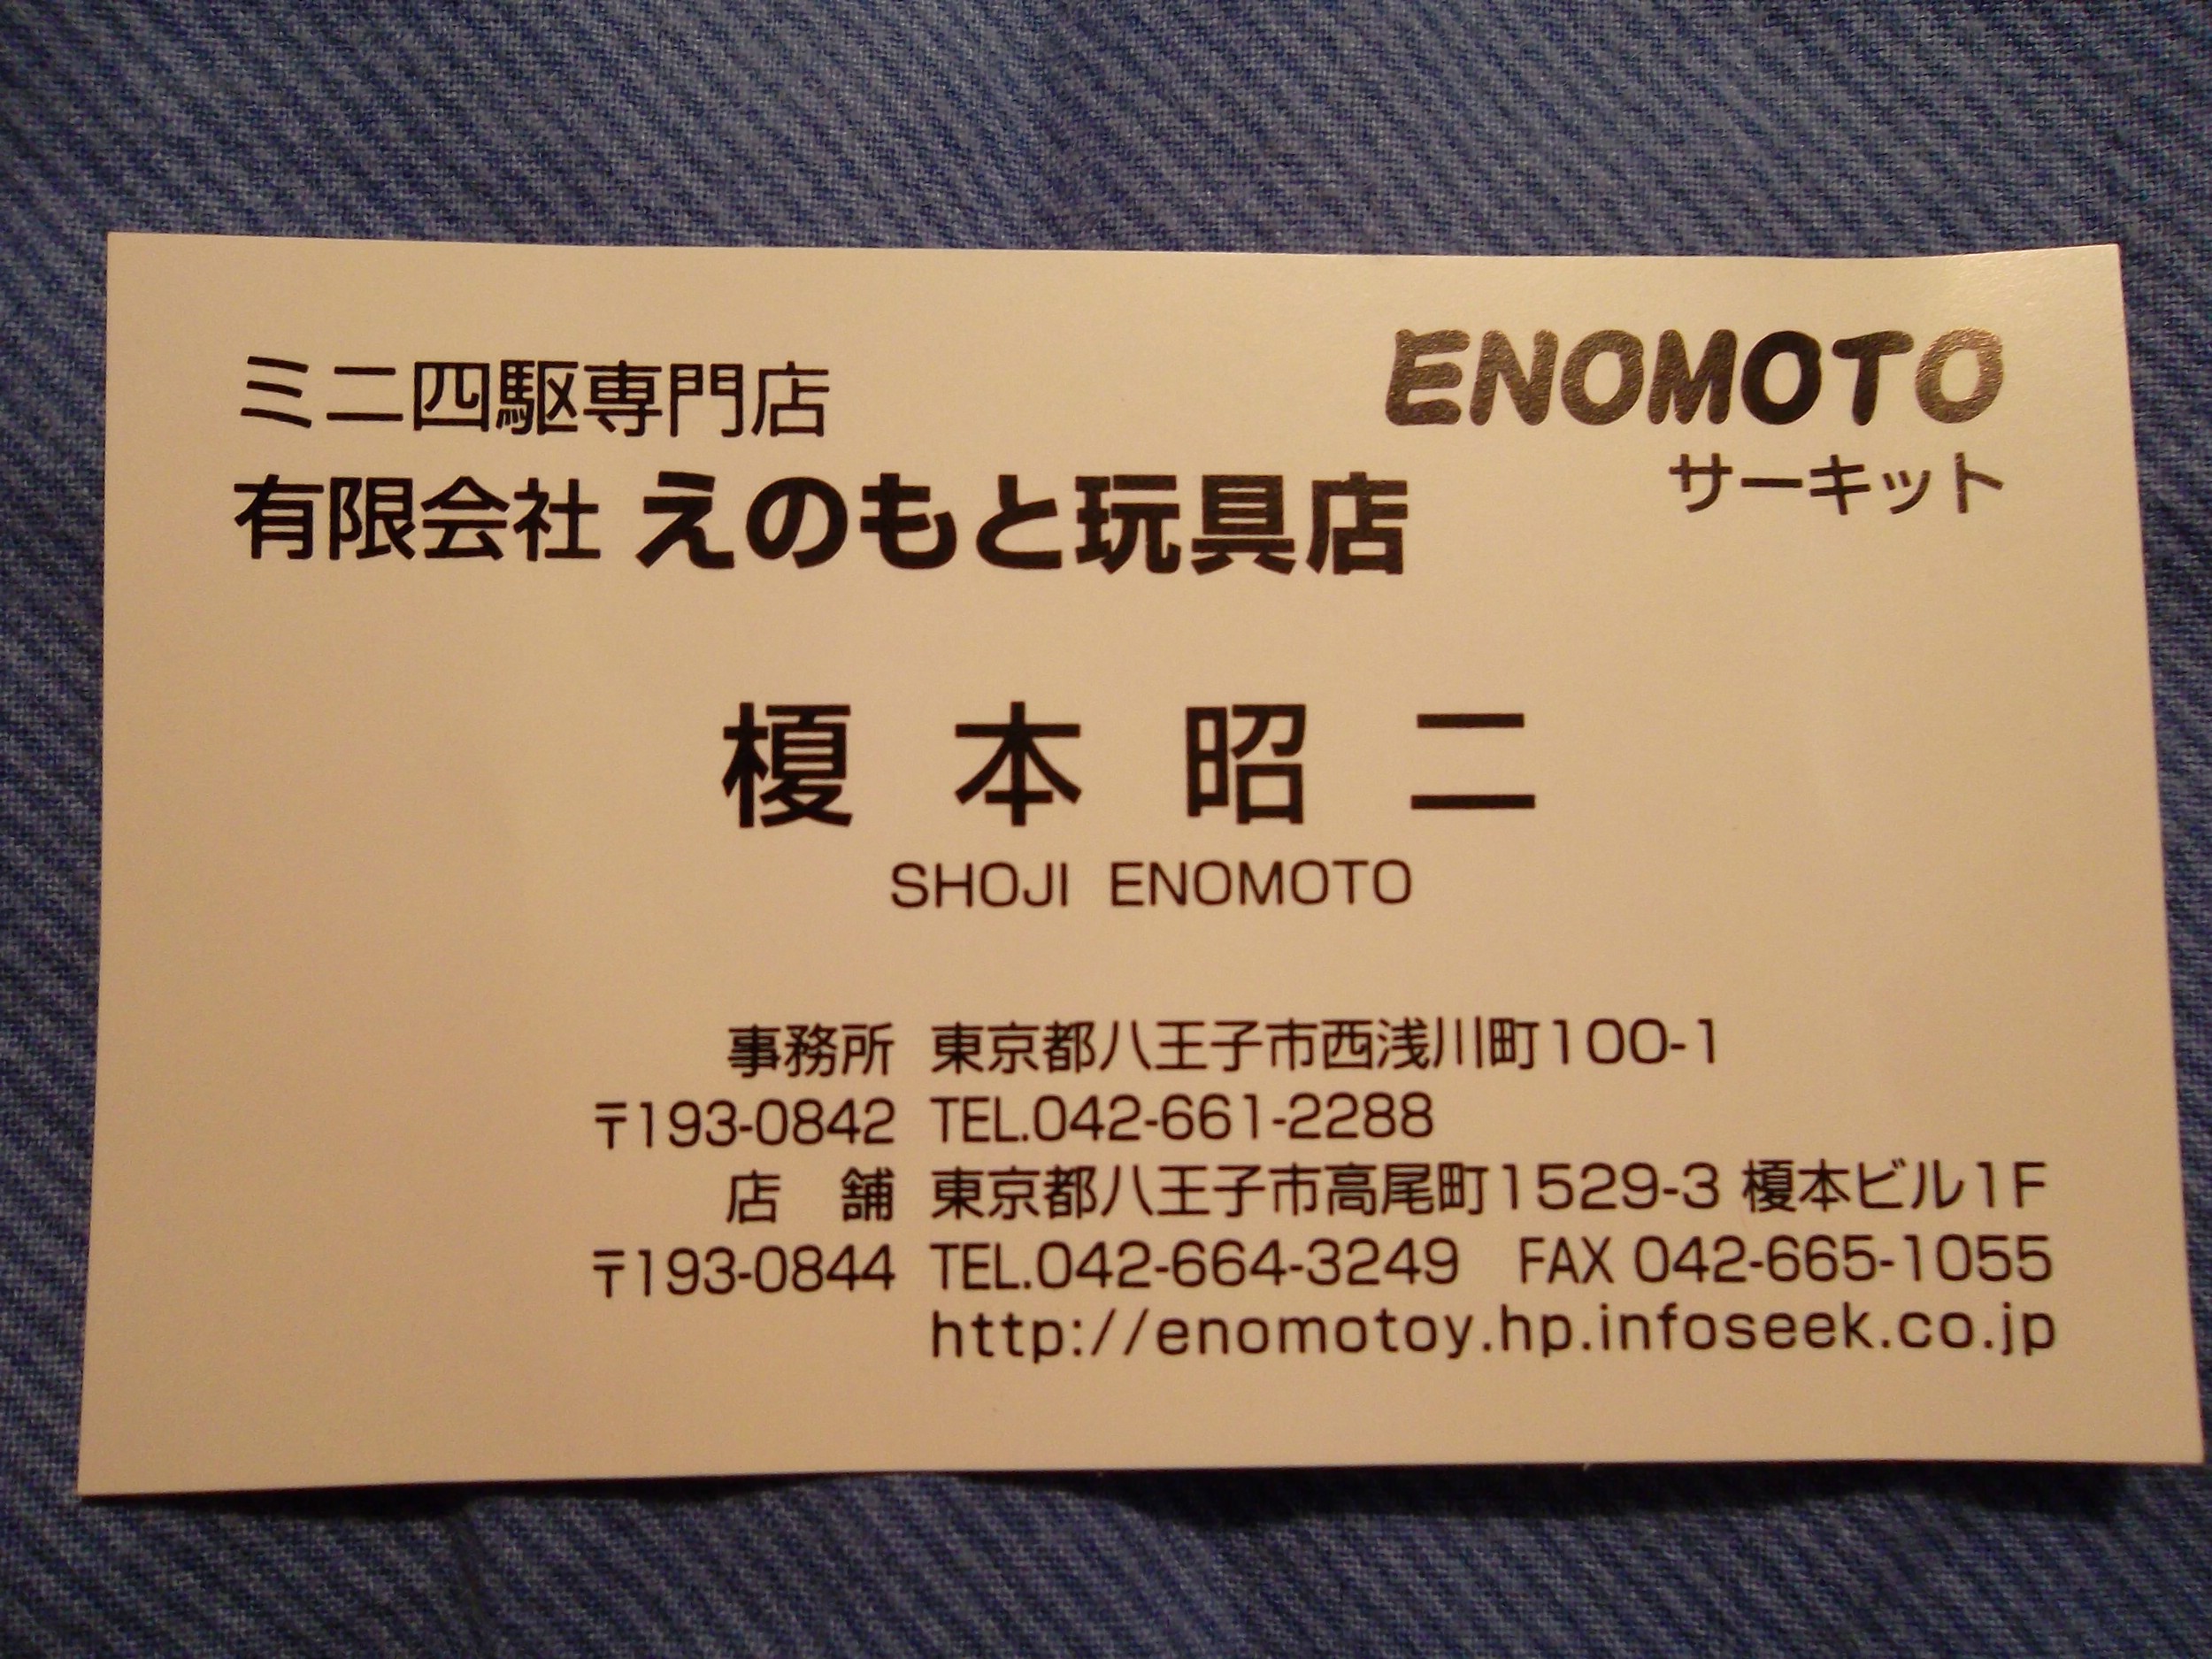 ミニ四駆専門店
ENOMOTO
サーキット
有限会社 えのもと玩具店
榎本昭二
SHOJI ENOMOTO
事務所 東京都八王子市西浅川町100-1
〒193-0842 TEL.042-661-2288
店 舗 東京都八王子市高尾町1529-3 榎本ビル1F
〒193-0844 TEL.042-664-3249 FAX 042-665-1055
http://enomotoy.hp.infoseek.co.jp